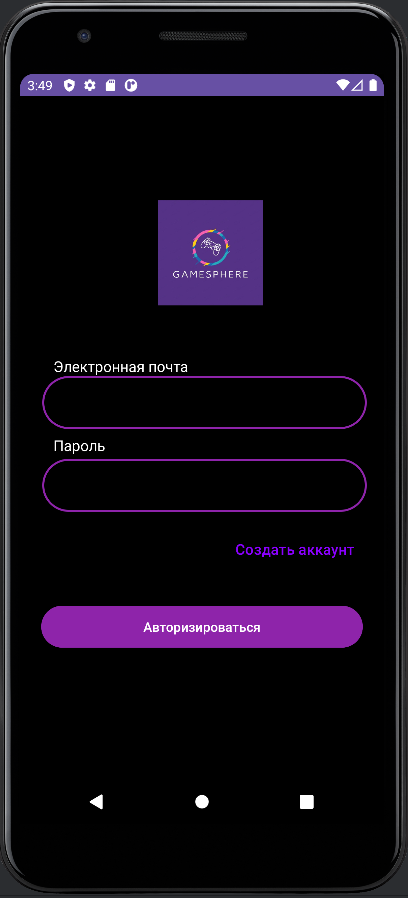 3:49
GAMESPHERE
Электронная почта
Пароль
Создать аккаунт
Авторизироваться